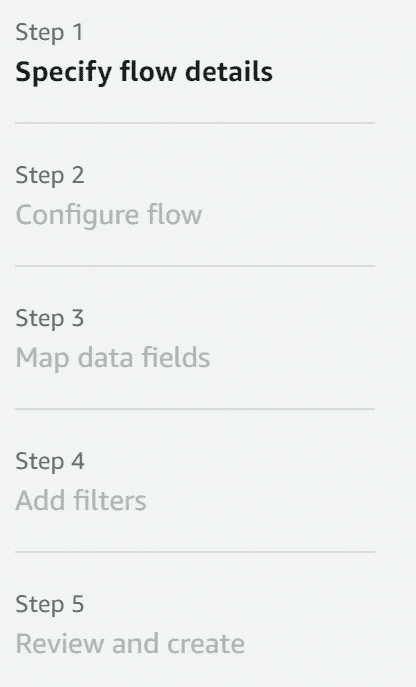 Step 1
Specify flow details
Step 2
Configure flow
Step 3
Map data fields
Step 4
Add filters
Step 5
Review and create